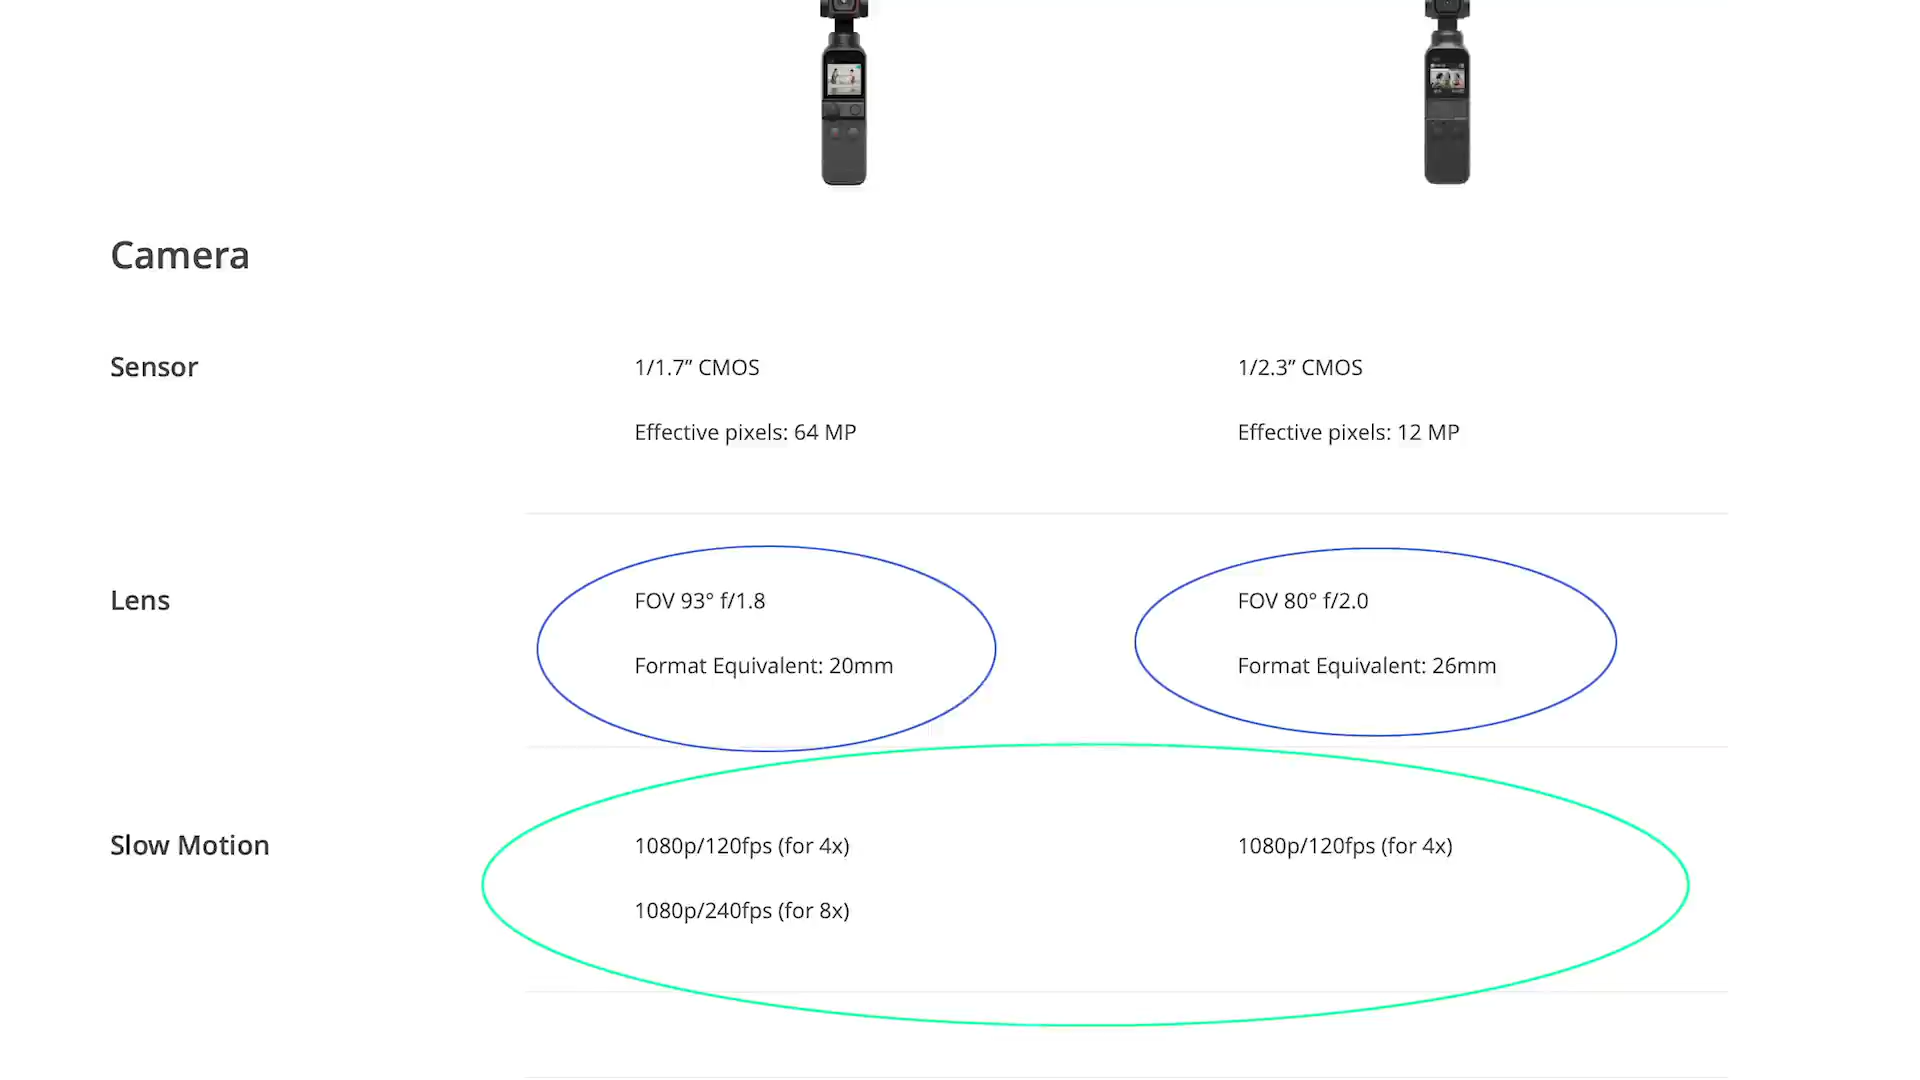 Camera
Sensor
1/1.7” CMOS
1/2.3” CMOS
Effective pixels: 64 MP
Effective pixels: 12 MP
Lens
FOV 93° f/1.8
FOV 80° f/2.0
Format Equivalent: 20mm
Format Equivalent: 26mm
Slow Motion
1080p/120fps (for 4x)
1080p/120fps (for 4x)
1080p/240fps (for 8x)